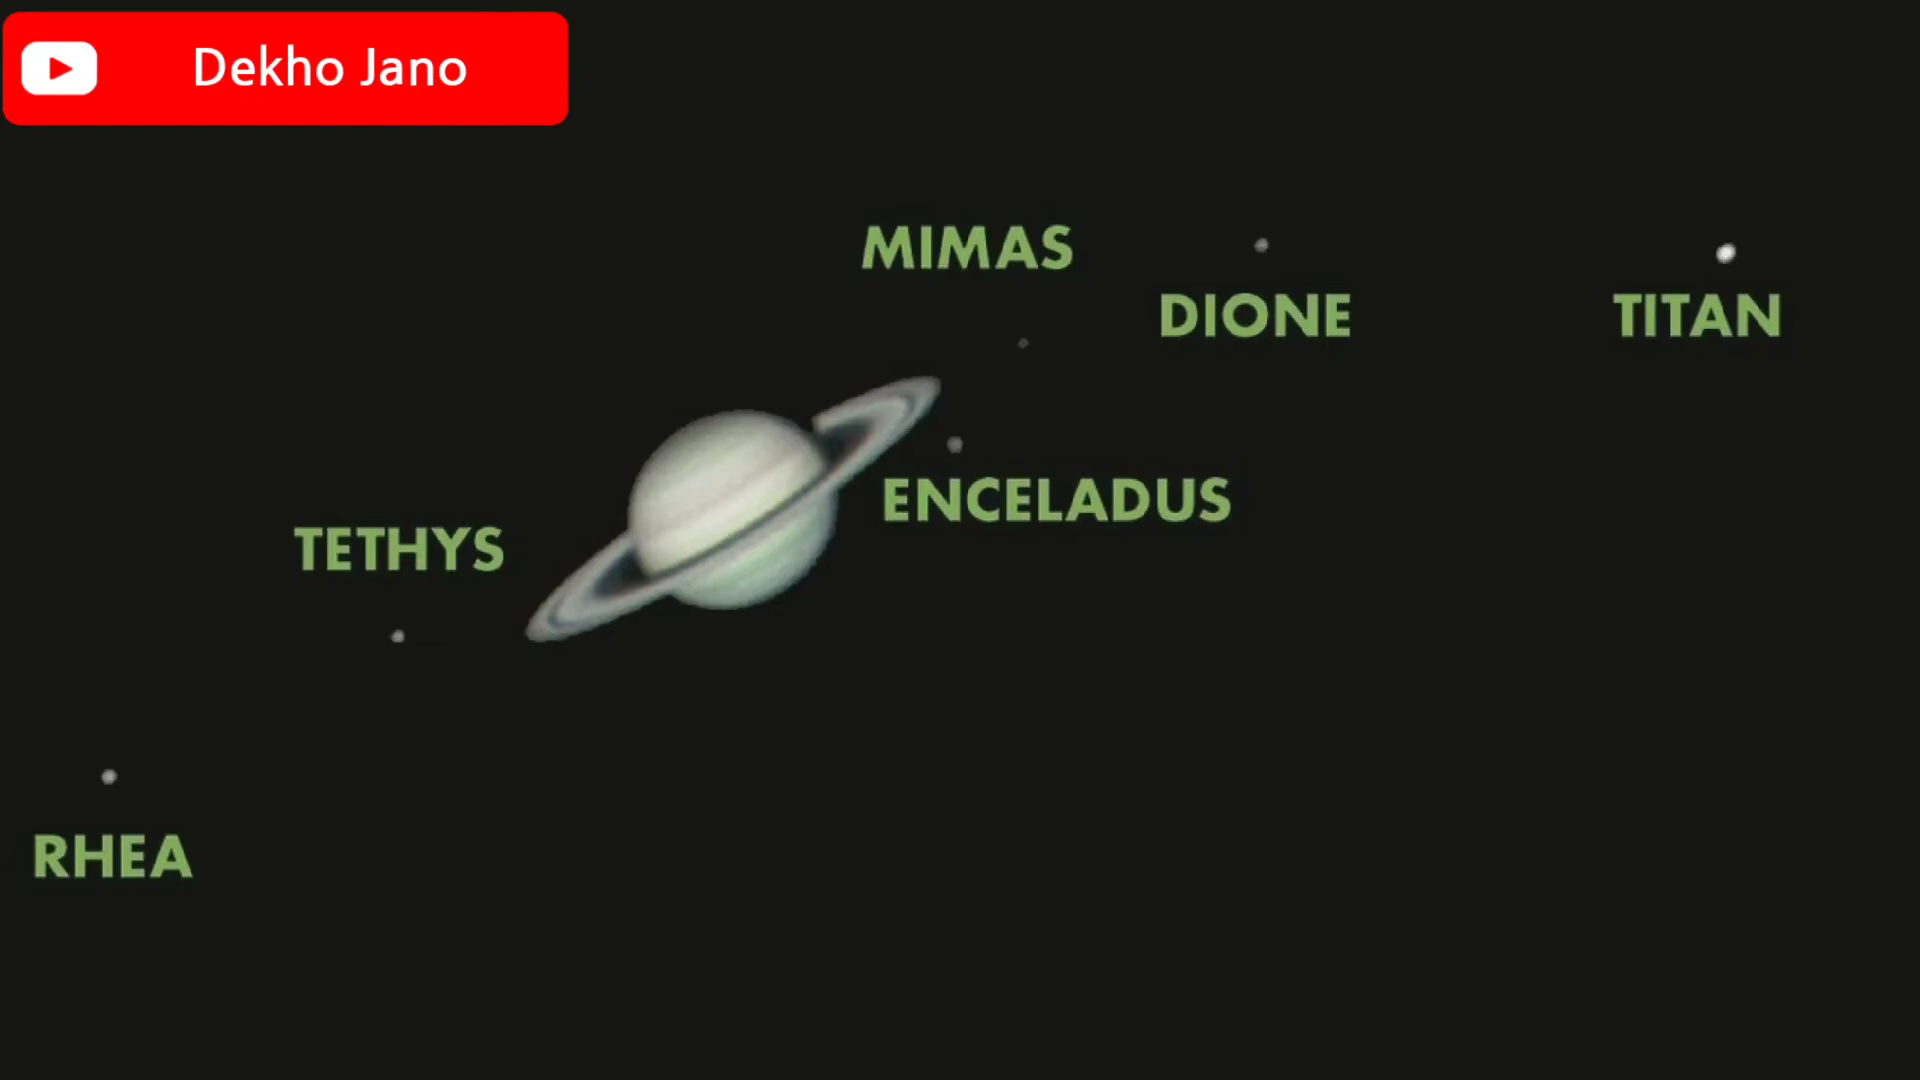 Dekho Jano
MIMAS
DIONE
TITAN
ENCELADUS
TETHYS
RHEA